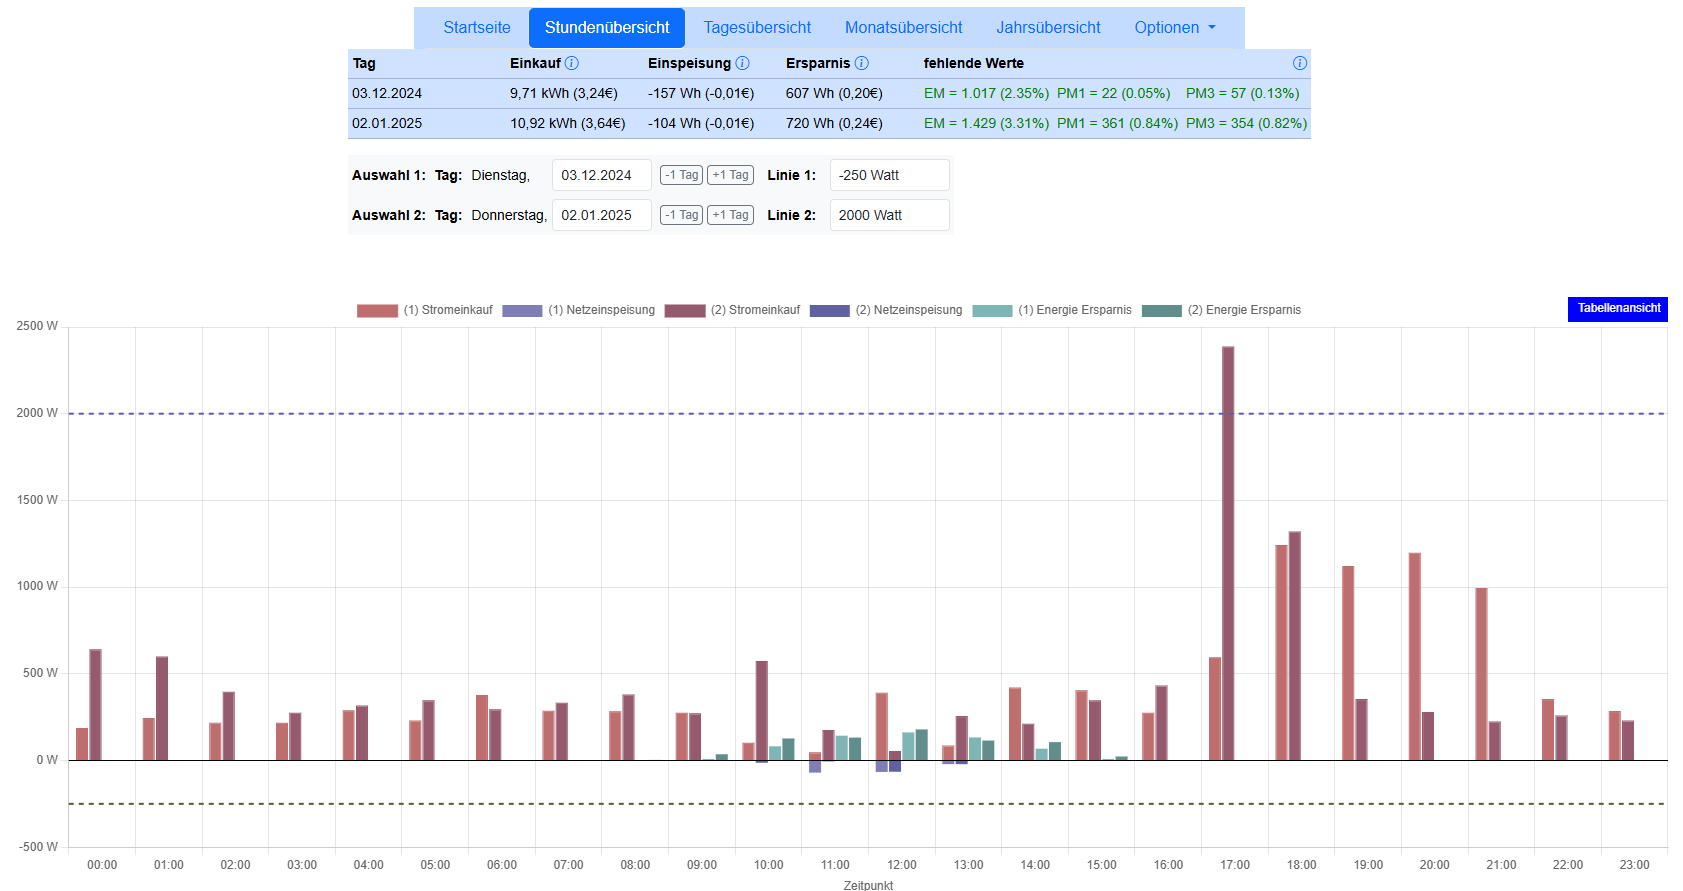 Startseite Stundenübersicht Tagesübersicht Monatsübersicht Jahrsübersicht Optionen
Tag Einkauf Einspeisung Ersparnis fehlende Werte
03.12.2024 9,71 kWh (3,24€) -157 Wh (-0,01€) 607 Wh (0,20€) EM = 1.017 (2.35%) PM1 = 22 (0.05%) PM3 = 57 (0.13%)
02.01.2025 10,92 kWh (3,64€) -104 Wh (-0,01€) 720 Wh (0,24€) EM = 1.429 (3.31%) PM1 = 361 (0.84%) PM3 = 354 (0.82%)
Auswahl 1: Tag: Dienstag, 03.12.2024 -1 Tag +1 Tag Linie 1: -250 Watt
Auswahl 2: Tag: Donnerstag, 02.01.2025 -1 Tag +1 Tag Linie 2: 2000 Watt
(1) Stromeinkauf (1) Netzeinspeisung (2) Stromeinkauf (2) Netzeinspeisung (1) Energie Ersparnis (2) Energie Ersparnis
Tabellenansicht
2500 W
2000 W
1500 W
1000 W
500 W
0 W
-500 W
00:00 01:00 02:00 03:00 04:00 05:00 06:00 07:00 08:00 09:00 10:00 11:00 12:00 13:00 14:00 15:00 16:00 17:00 18:00 19:00 20:00 21:00 22:00 23:00
Zeitpunkt